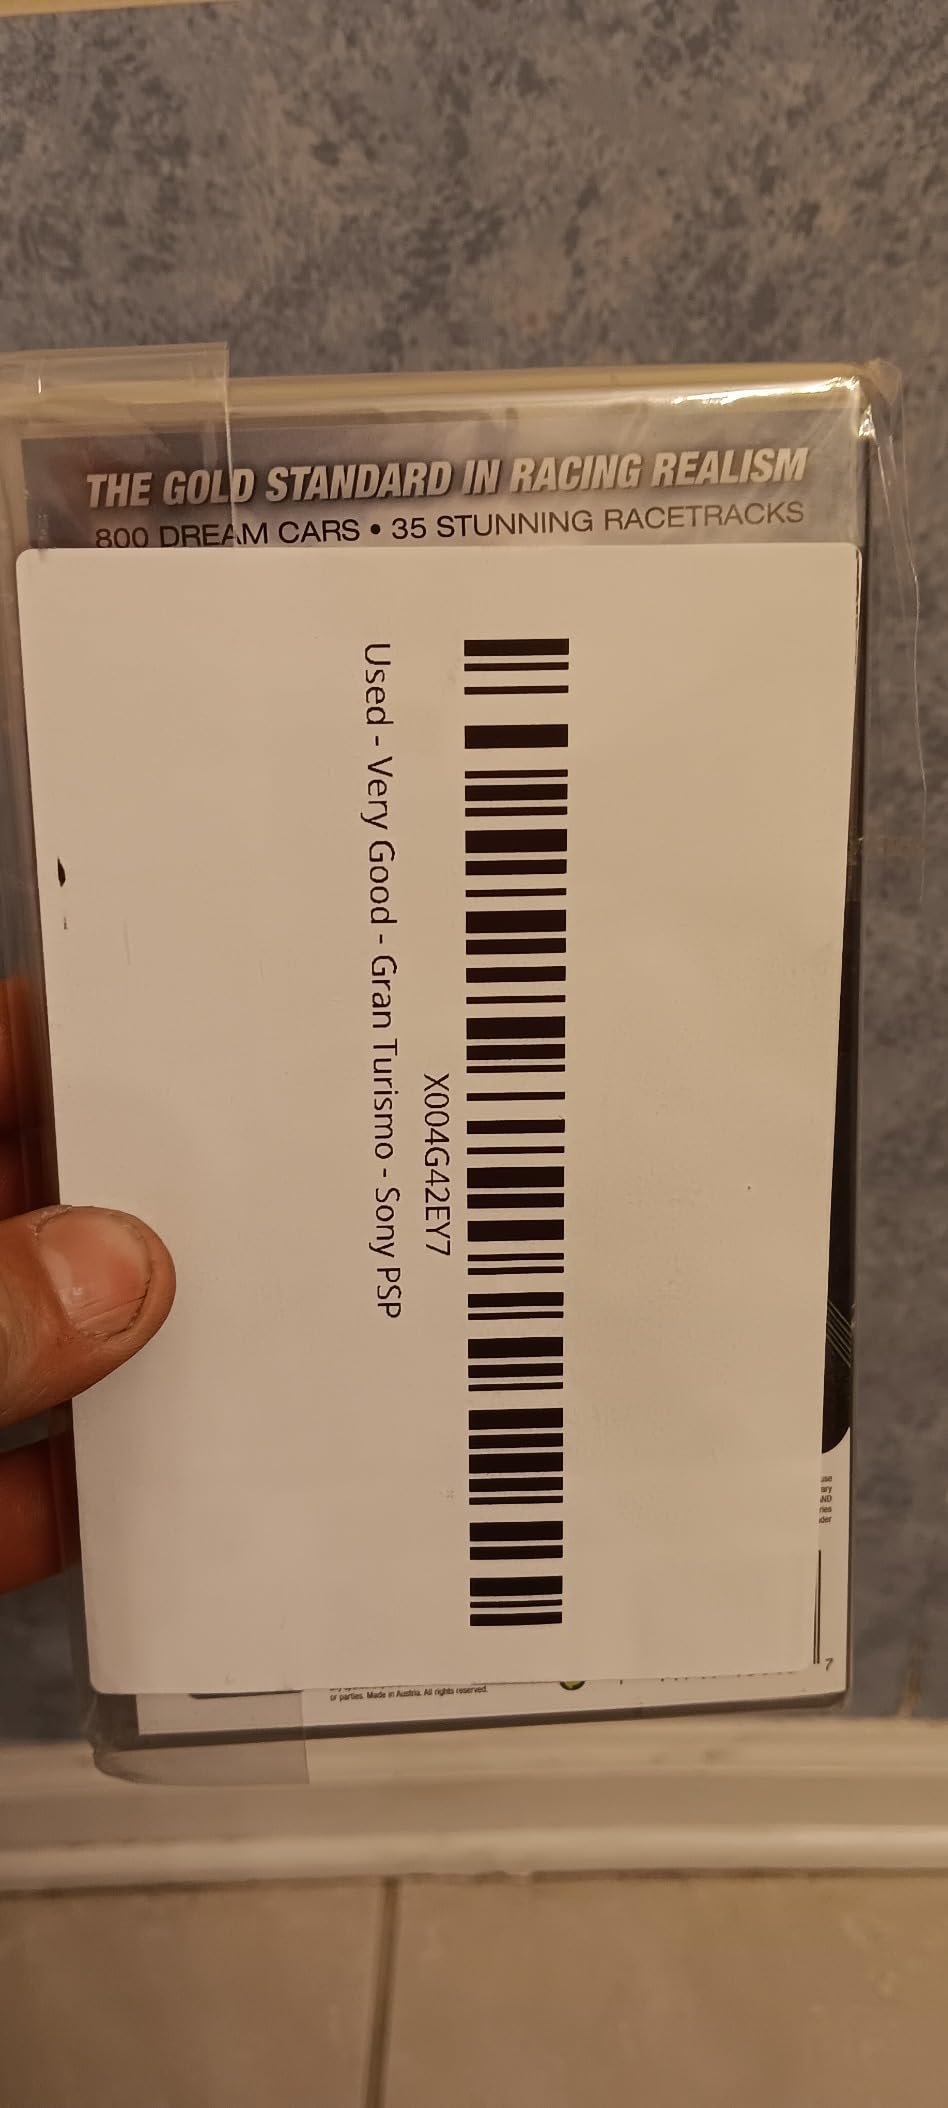 THE GOLD STANDARD IN RACING REALISM
800 DREAM CARS • 35 STUNNING RACETRACKS
X004G42EY7
Used - Very Good - Gran Turismo - Sony PSP
or parties. Made in Austria. All rights reserved.
7